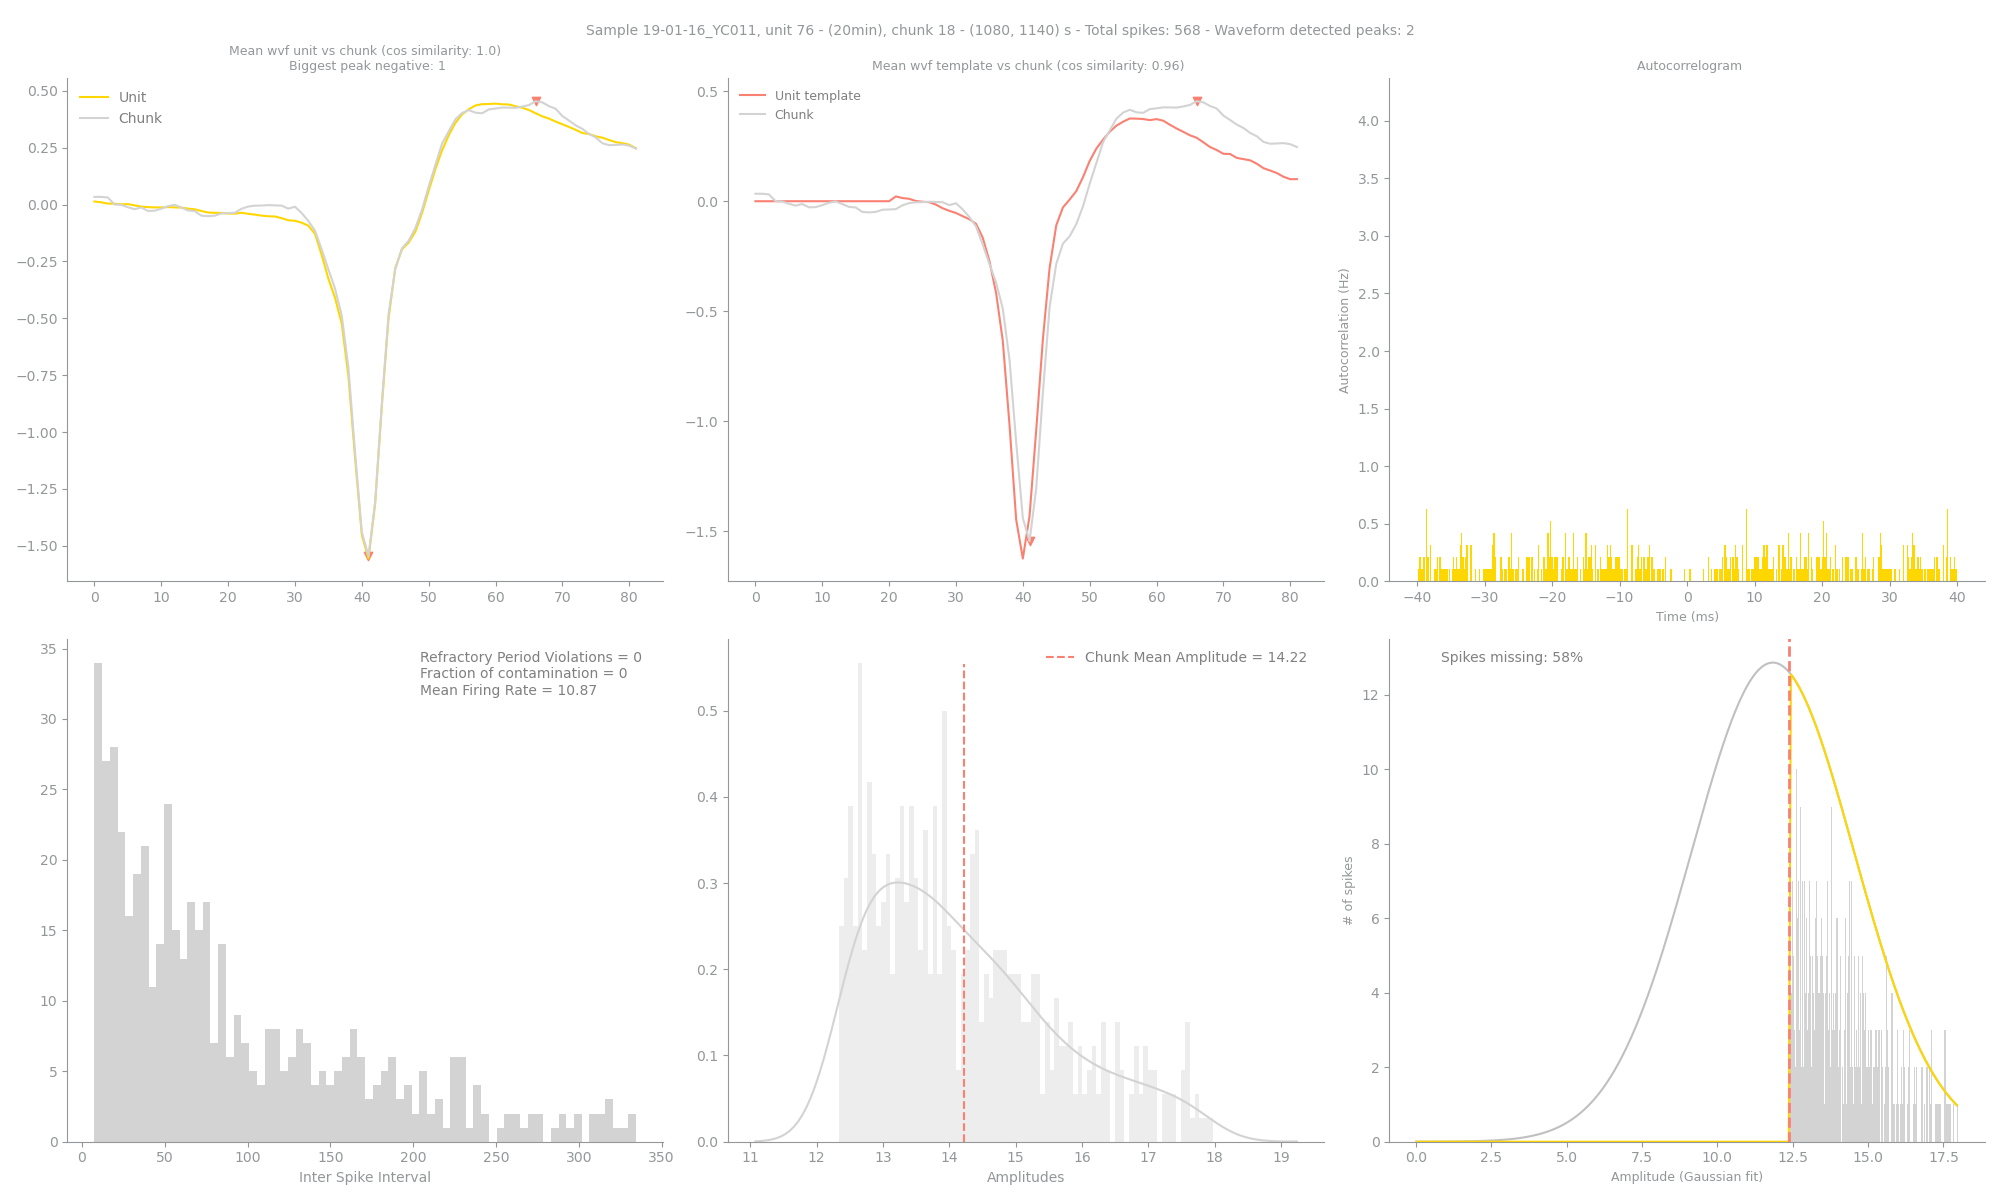 Sample 19-01-16_YC011, unit 76 - (20min), chunk 18 - (1080, 1140) s - Total spikes: 568 - Waveform detected peaks: 2
Mean wvf unit vs chunk (cos similarity: 1.0)
Biggest peak negative: 1
Unit
Chunk
0.50
0.25
0.00
−0.25
−0.50
−0.75
−1.00
−1.25
−1.50
0 10 20 30 40 50 60 70 80
Mean wvf template vs chunk (cos similarity: 0.96)
Unit template
Chunk
0.5
0.0
−0.5
−1.0
−1.5
0 10 20 30 40 50 60 70 80
Autocorrelogram
Autocorrelation (Hz)
4.0
3.5
3.0
2.5
2.0
1.5
1.0
0.5
0.0
−40 −30 −20 −10 0 10 20 30 40
Time (ms)
Refractory Period Violations = 0
Fraction of contamination = 0
Mean Firing Rate = 10.87
35
30
25
20
15
10
5
0
0 50 100 150 200 250 300 350
Inter Spike Interval
Chunk Mean Amplitude = 14.22
0.5
0.4
0.3
0.2
0.1
0.0
11 12 13 14 15 16 17 18 19
Amplitudes
Spikes missing: 58%
# of spikes
12
10
8
6
4
2
0
0.0 2.5 5.0 7.5 10.0 12.5 15.0 17.5
Amplitude (Gaussian fit)